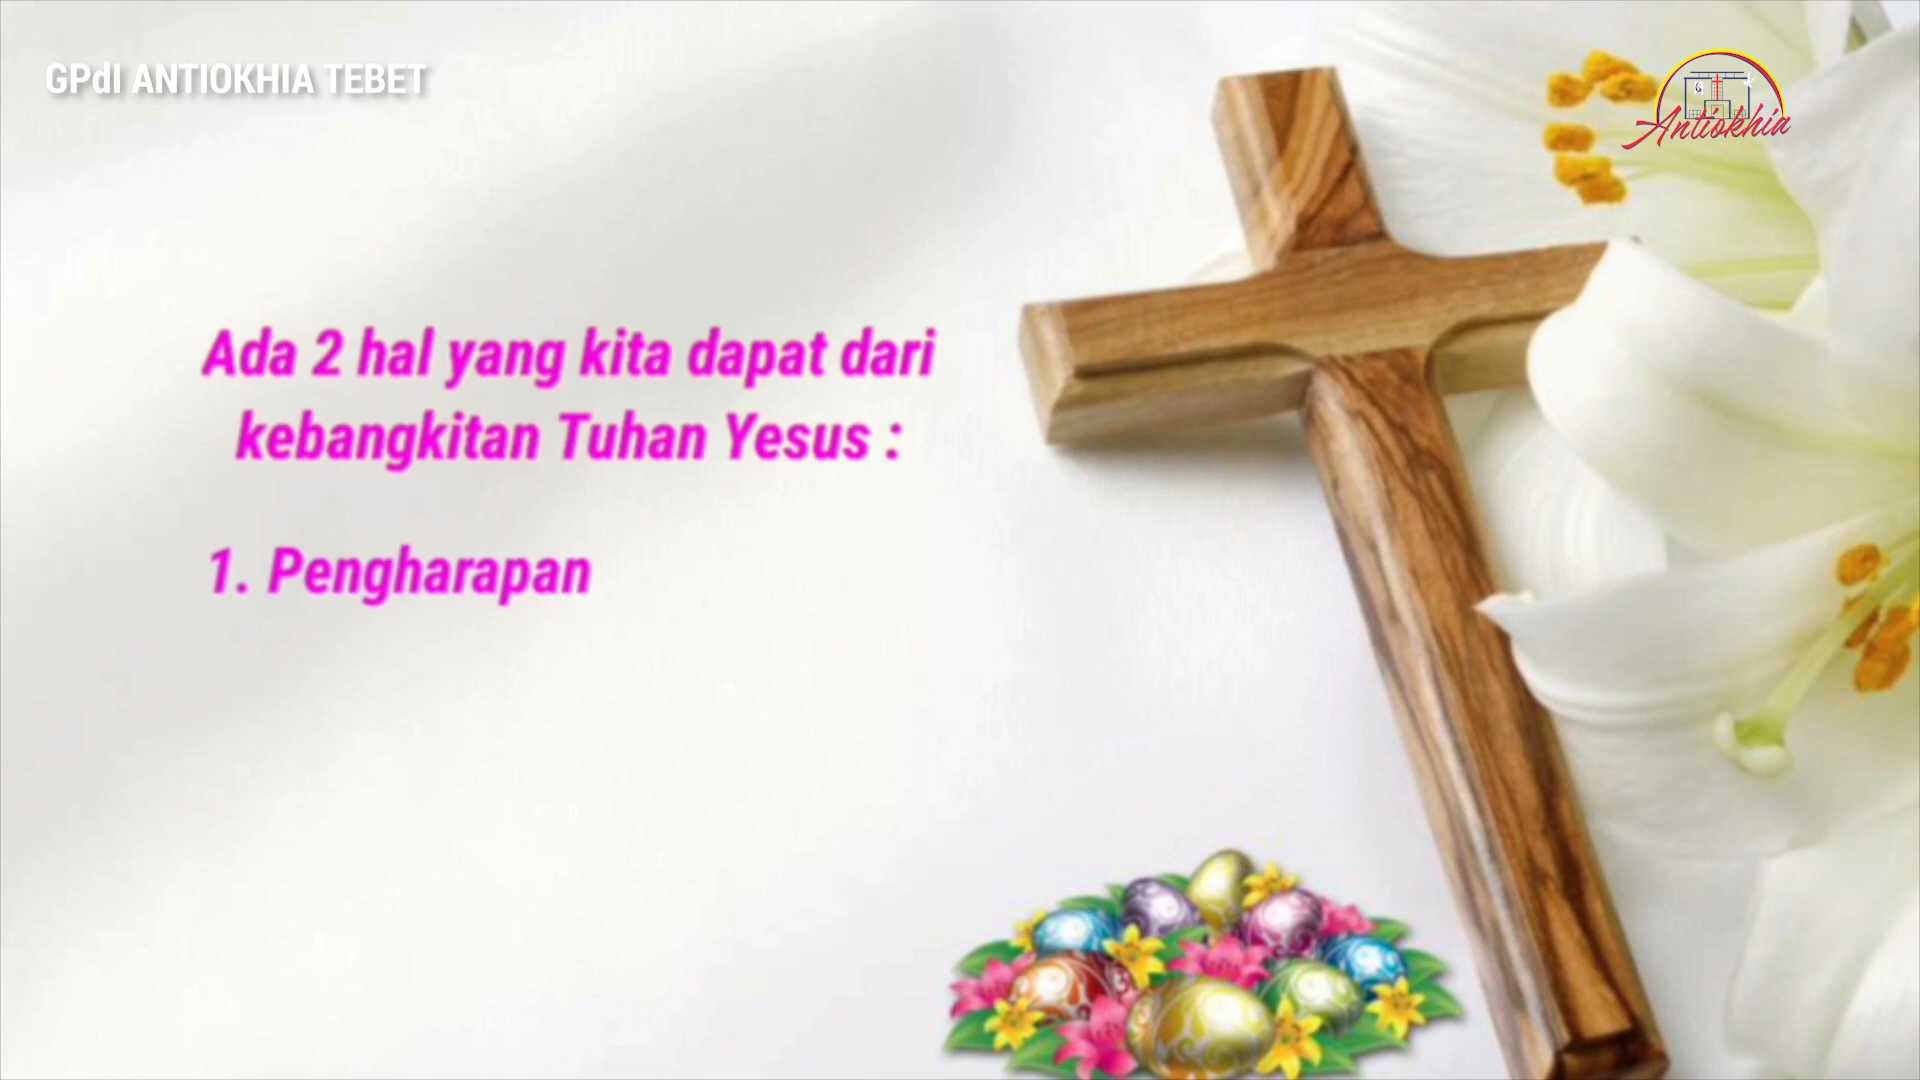 GPdI ANTIOKHIA TEBET
Antiokhia
Ada 2 hal yang kita dapat dari
kebangkitan Tuhan Yesus :
1. Pengharapan